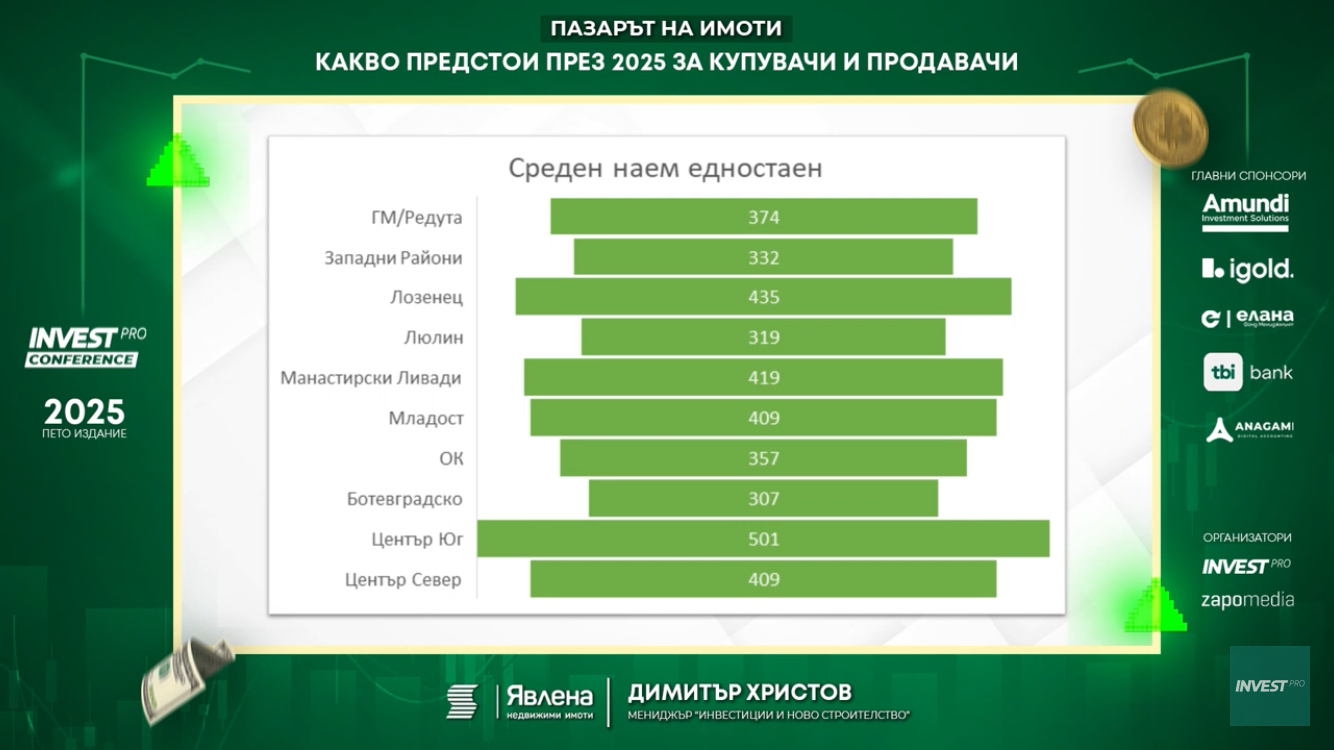 ПАЗАРЪТ НА ИМОТИ
КАКВО ПРЕДСТОИ ПРЕЗ 2025 ЗА КУПУВАЧИ И ПРОДАВАЧИ
INVEST PRO
CONFERENCE
2025
ПЕТО ИЗДАНИЕ
Среден наем едностаен
ГМ/Редута 374
Западни Райони 332
Лозенец 435
Люлин 319
Манастирски Ливади 419
Младост 409
ОК 357
Ботевградско 307
Център Юг 501
Център Север 409
ГЛАВНИ СПОНСОРИ
Amundi
Investment Solutions
igold.
елана
Фонд Мениджмънт
tbi bank
ANAGAMI
DIGITAL ACCOUNTING
ОРГАНИЗАТОРИ
INVEST PRO
zapomedia
INVEST PRO
Явлена
недвижими имоти
ДИМИТЪР ХРИСТОВ
МЕНИДЖЪР "ИНВЕСТИЦИИ И НОВО СТРОИТЕЛСТВО"